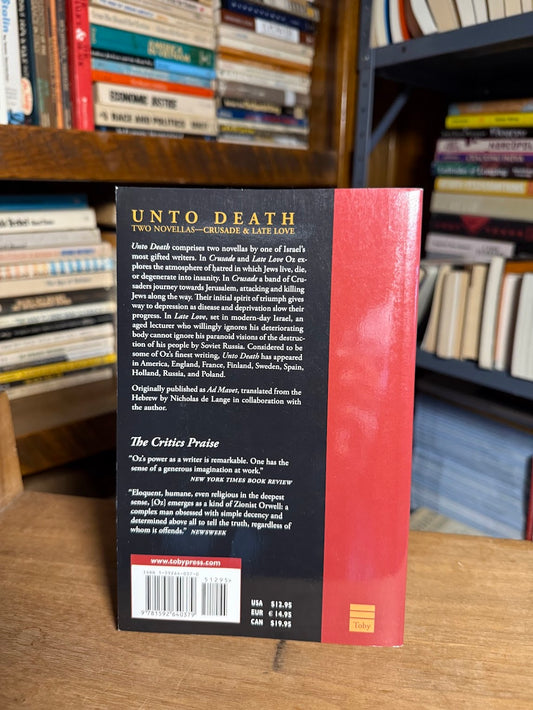 Stalin
ECONOMIC JUSTICE
RACE AND POLITICS
UNTO DEATH
TWO NOVELLAS—CRUSADE & LATE LOVE
Unto Death comprises two novellas by one of Israel's
most gifted writers. In Crusade and Late Love Oz ex-
plores the atmosphere of hatred in which Jews live, die,
or degenerate into insanity. In Crusade a band of Cru-
saders journey towards Jerusalem, attacking and killing
Jews along the way. Their initial spirit of triumph gives
way to depression as disease and deprivation slow their
progress. In Late Love, set in modern-day Israel, an
aged lecturer who willingly ignores his deteriorating
body cannot ignore his paranoid visions of the destruc-
tion of his people by Soviet Russia. Considered to be
some of Oz's finest writing, Unto Death has appeared
in America, England, France, Finland, Sweden, Spain,
Holland, Russia, and Poland.
Originally published as Ad Mavet, translated from the
Hebrew by Nicholas de Lange in collaboration with
the author.
The Critics Praise
"Oz's power as a writer is remarkable. One has the
sense of a generous imagination at work."
NEW YORK TIMES BOOK REVIEW
"Eloquent, humane, even religious in the deepest
sense, [Oz] emerges as a kind of Zionist Orwell: a
complex man obsessed with simple decency and
determined above all to tell the truth, regardless of
whom it offends." NEWSWEEK
www.tobypress.com
ISBN 1-59264-037-0
51295
9 781592 640379
USA $12.95
EUR € 14.95
CAN $19.95
Toby